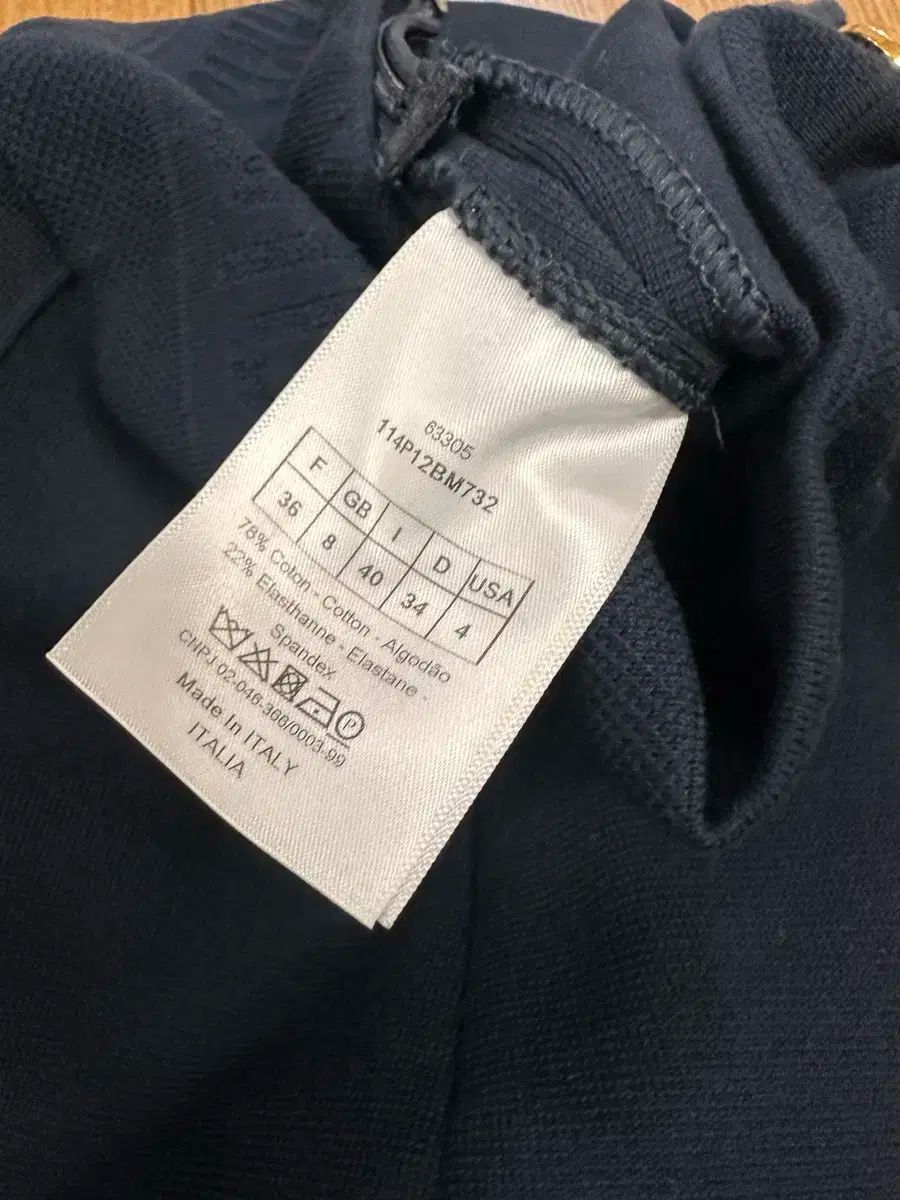 63305
114P12BM732
F GB I D USA
36 8 40 34 4
78% Coton - Cotton - Algodão
22% Elasthanne - Elastane -
Spandex
P
CNPJ 02-046-366/0003-99
Made In ITALY
ITALIA